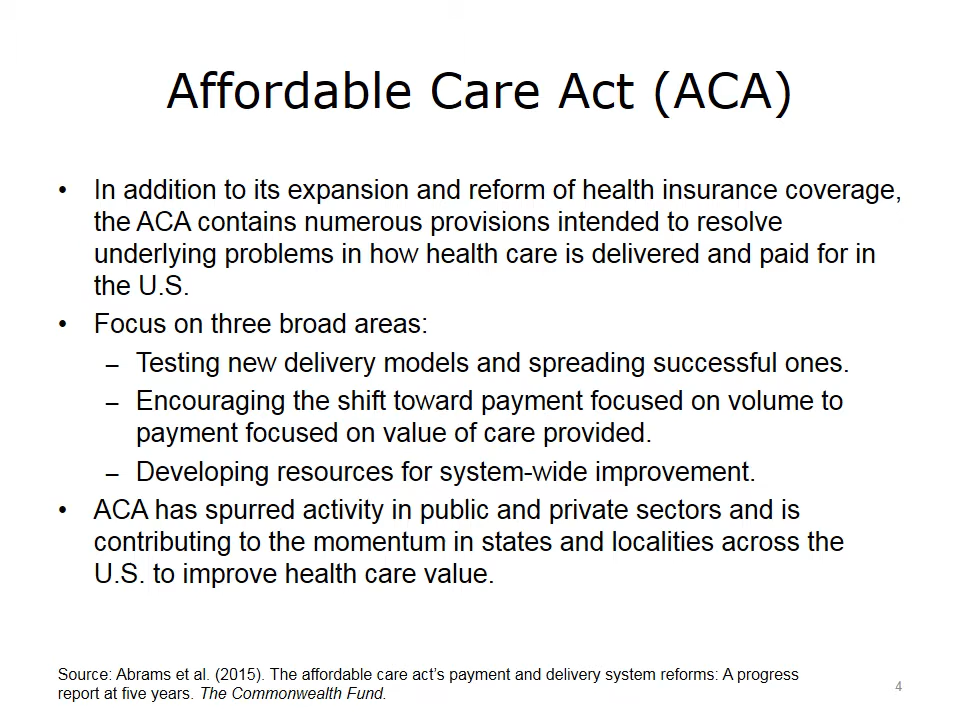 Affordable Care Act (ACA)
• In addition to its expansion and reform of health insurance coverage,
the ACA contains numerous provisions intended to resolve
underlying problems in how health care is delivered and paid for in
the U.S.
• Focus on three broad areas:
– Testing new delivery models and spreading successful ones.
– Encouraging the shift toward payment focused on volume to
payment focused on value of care provided.
– Developing resources for system-wide improvement.
• ACA has spurred activity in public and private sectors and is
contributing to the momentum in states and localities across the
U.S. to improve health care value.
Source: Abrams et al. (2015). The affordable care act’s payment and delivery system reforms: A progress
report at five years. The Commonwealth Fund.
4